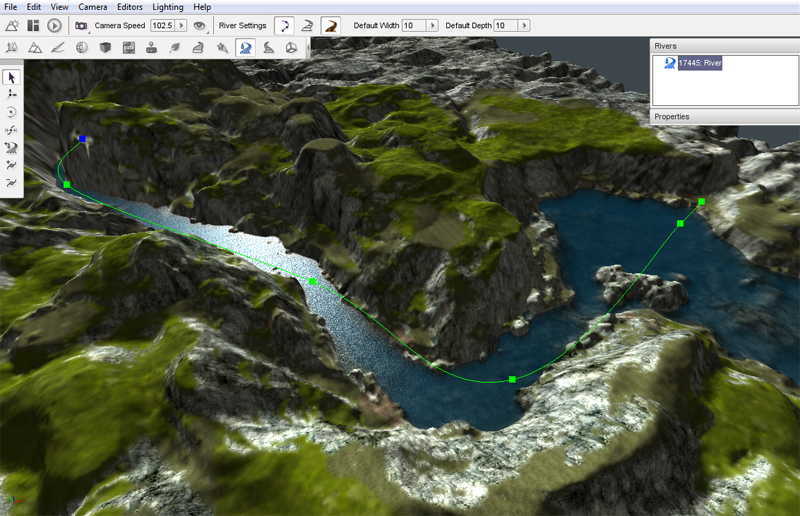 File Edit View Camera Editors Lighting Help
Camera Speed 102.5 River Settings Default Width 10 Default Depth 10
Rivers
17445: River
Properties